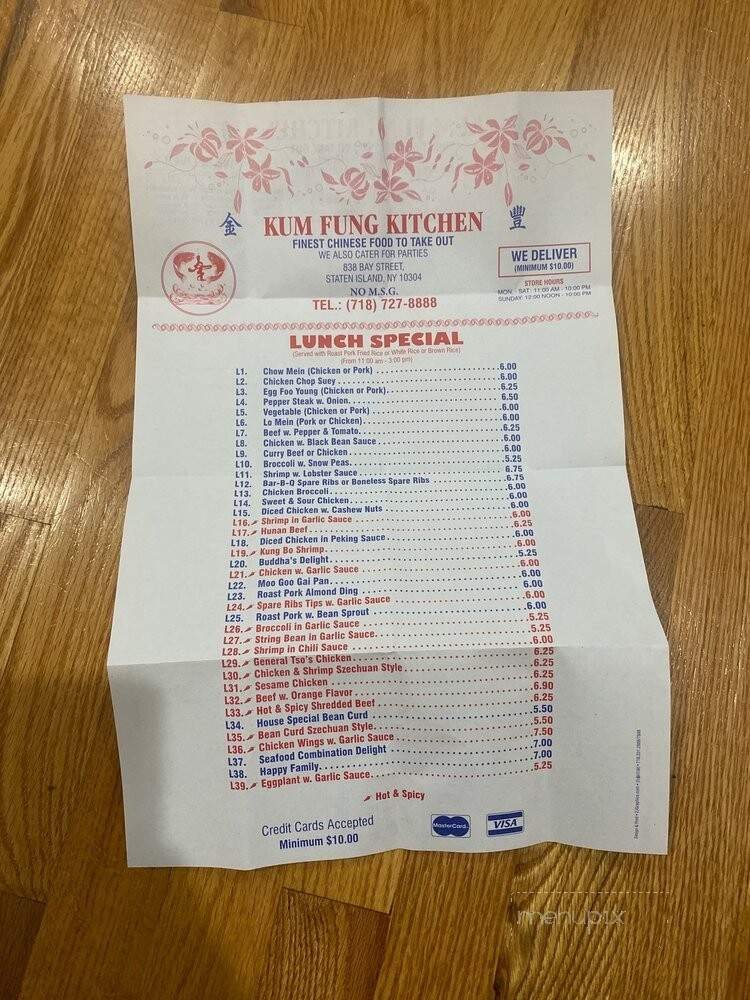 金 KUM FUNG KITCHEN 豐
FINEST CHINESE FOOD TO TAKE OUT
WE ALSO CATER FOR PARTIES
838 BAY STREET,
STATEN ISLAND, NY 10304
NO M.S.G.
TEL.: (718) 727-8888
金
WE DELIVER
(MINIMUM $10.00)
STORE HOURS
MON. - SAT: 11:00 AM - 10:00 PM
SUNDAY: 12:00 NOON - 10:00 PM
LUNCH SPECIAL
(Served with Roast Pork Fried Rice or White Rice or Brown Rice)
(From 11:00 am - 3:00 pm)
L1. Chow Mein (Chicken or Pork) 6.00
L2. Chicken Chop Suey 6.00
L3. Egg Foo Young (Chicken or Pork) 6.25
L4. Pepper Steak w. Onion 6.50
L5. Vegetable (Chicken or Pork) 6.00
L6. Lo Mein (Pork or Chicken) 6.00
L7. Beef w. Pepper & Tomato 6.25
L8. Chicken w. Black Bean Sauce 6.00
L9. Curry Beef or Chicken 6.00
L10. Broccoli w. Snow Peas 5.25
L11. Shrimp w. Lobster Sauce 6.75
L12. Bar-B-Q Spare Ribs or Boneless Spare Ribs 6.75
L13. Chicken Broccoli 6.00
L14. Sweet & Sour Chicken 6.00
L15. Diced Chicken w. Cashew Nuts 6.00
L16. Shrimp in Garlic Sauce 6.00
L17. Hunan Beef 6.25
L18. Diced Chicken in Peking Sauce 6.00
L19. Kung Bo Shrimp 6.00
L20. Buddha's Delight 5.25
L21. Chicken w. Garlic Sauce 6.00
L22. Moo Goo Gai Pan 6.00
L23. Roast Pork Almond Ding 6.00
L24. Spare Ribs Tips w. Garlic Sauce 6.00
L25. Roast Pork w. Bean Sprout 6.00
L26. Broccoli in Garlic Sauce 5.25
L27. String Bean in Garlic Sauce 5.25
L28. Shrimp in Chili Sauce 6.00
L29. General Tso's Chicken 6.25
L30. Chicken & Shrimp Szechuan Style 6.25
L31. Sesame Chicken 6.25
L32. Beef w. Orange Flavor 6.90
L33. Hot & Spicy Shredded Beef 6.25
L34. House Special Bean Curd 5.50
L35. Bean Curd Szechuan Style 5.50
L36. Chicken Wings w. Garlic Sauce 7.50
L37. Seafood Combination Delight 7.00
L38. Happy Family 7.00
L39. Eggplant w. Garlic Sauce 5.25
Hot & Spicy
Credit Cards Accepted
Minimum $10.00
MasterCard
VISA
menupix